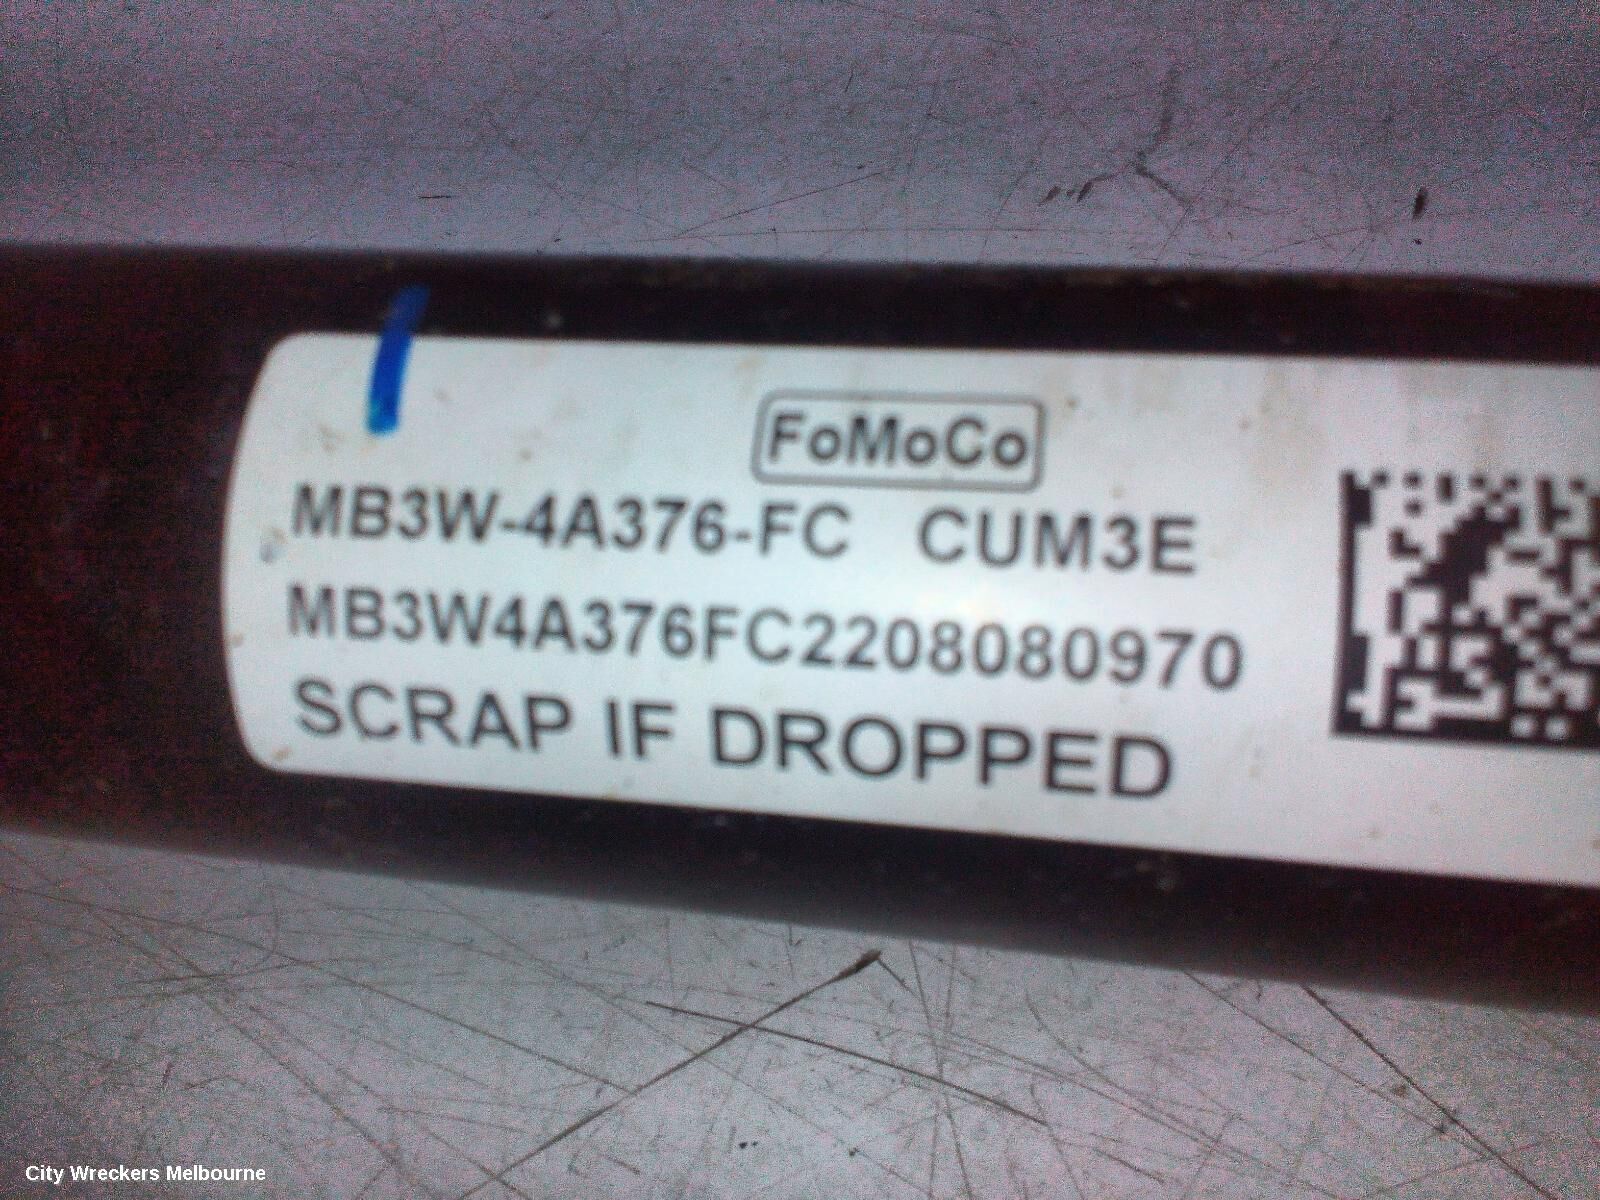 FoMoCo
MB3W-4A376-FC CUM3E
MB3W4A376FC2208080970
SCRAP IF DROPPED
City Wreckers Melbourne